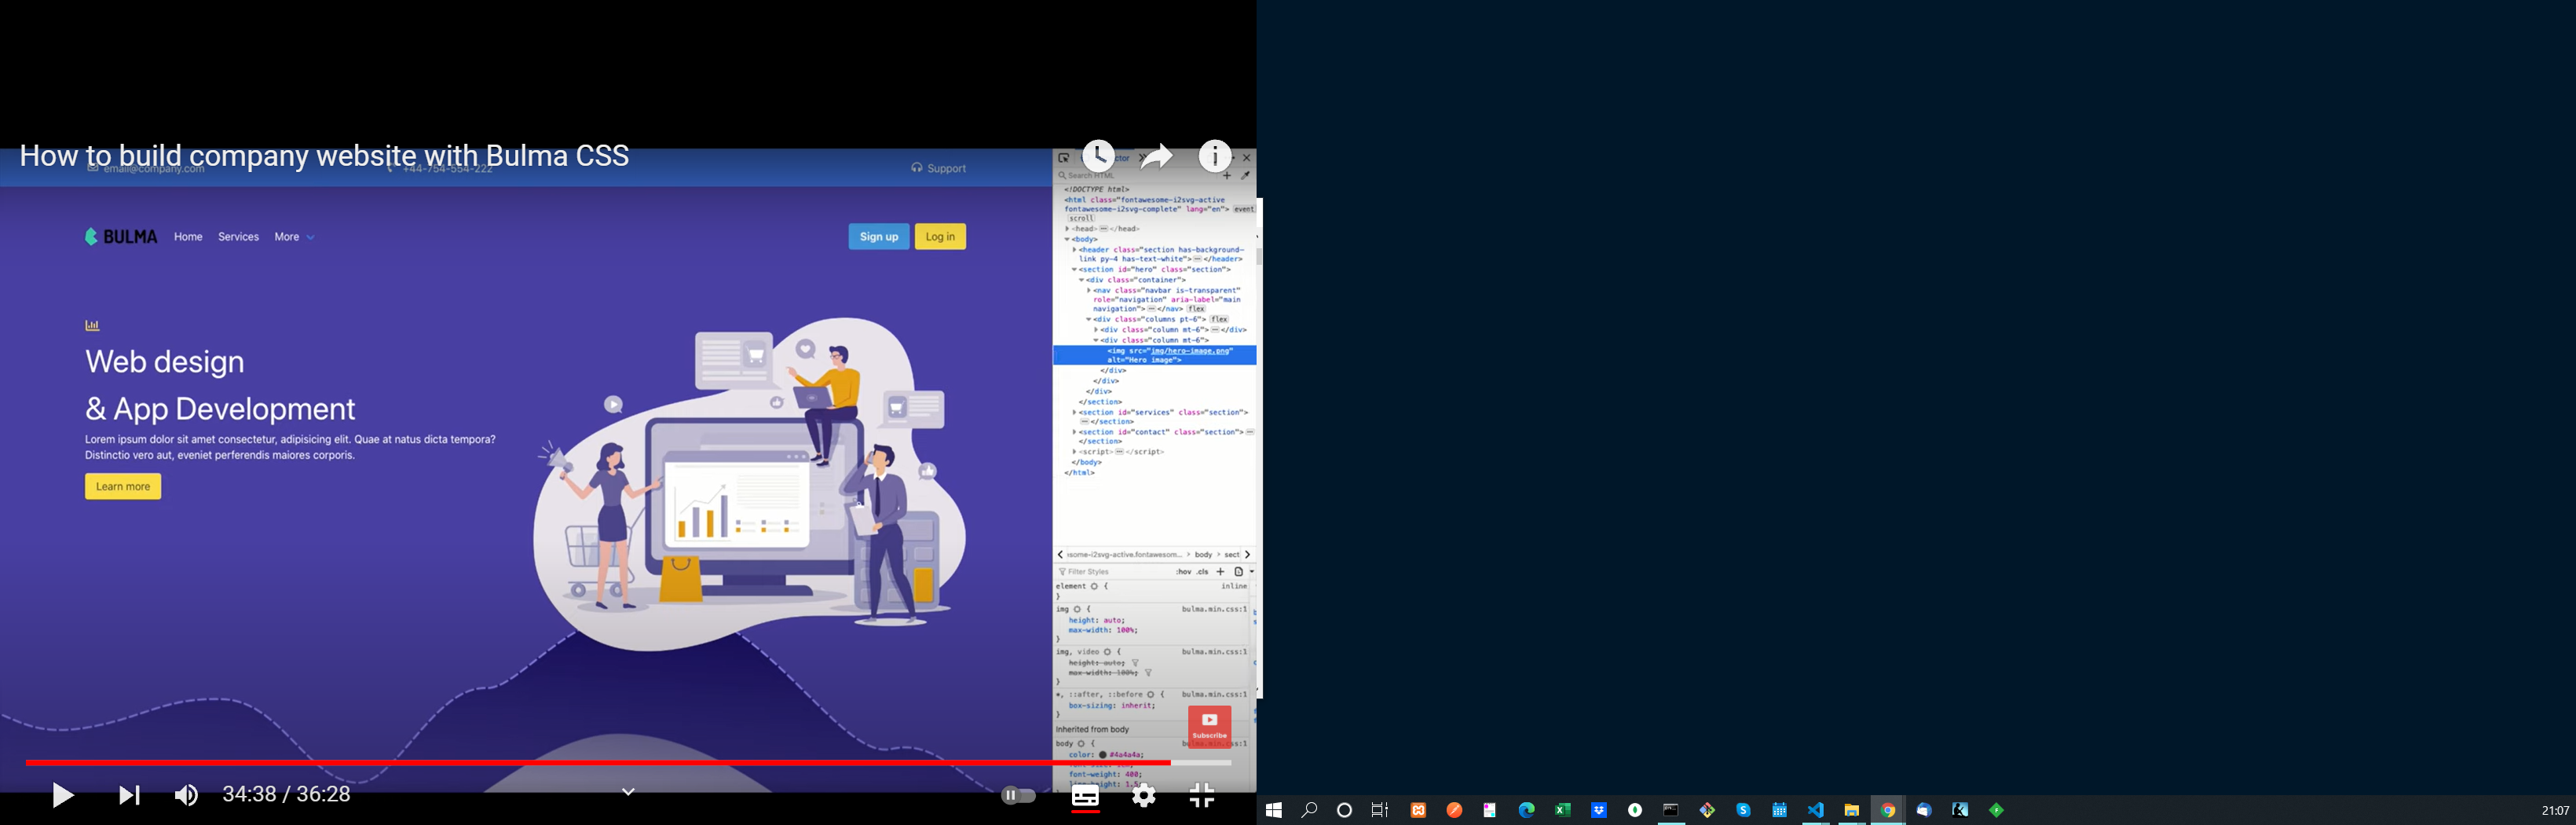 How to build company website with Bulma CSS
email@company.com
+44-754-554-222
Support
BULMA
Home
Services
More
Sign up
Log in
Web design
& App Development
Lorem ipsum dolor sit amet consectetur, adipisicing elit. Quae at natus dicta tempora?
Distinctio vero aut, eveniet perferendis maiores corporis.
Learn more
Search HTML
<!DOCTYPE html>
<html class="fontawesome-i2svg-active
fontawesome-i2svg-complete" lang="en"> event
scroll
<head> </head>
<body>
<header class="section has-background-
link py-4 has-text-white"> </header>
<section id="hero" class="section">
<div class="container">
<nav class="navbar is-transparent"
role="navigation" aria-label="main
navigation"> </nav> flex
<div class="columns pt-6"> flex
<div class="column mt-6"> </div>
<div class="column mt-6">
<img src="img/hero-image.png"
alt="Hero image">
</div>
</div>
</div>
</section>
<section id="services" class="section">
</section>
<section id="contact" class="section">
</section>
<script> </script>
</body>
</html>
esome-i2svg-active.fontawesom... > body > sect
Filter Styles
:hov .cls +
element {
inline
}
img {
bulma.min.css:1
height: auto;
max-width: 100%;
}
img, video {
bulma.min.css:1
height: auto;
max-width: 100%;
}
*, ::after, ::before {
bulma.min.css:1
box-sizing: inherit;
}
Inherited from body
body {
color: #4a4a4a;
font-weight: 400;
Subscribe
34:38 / 36:28
21:07